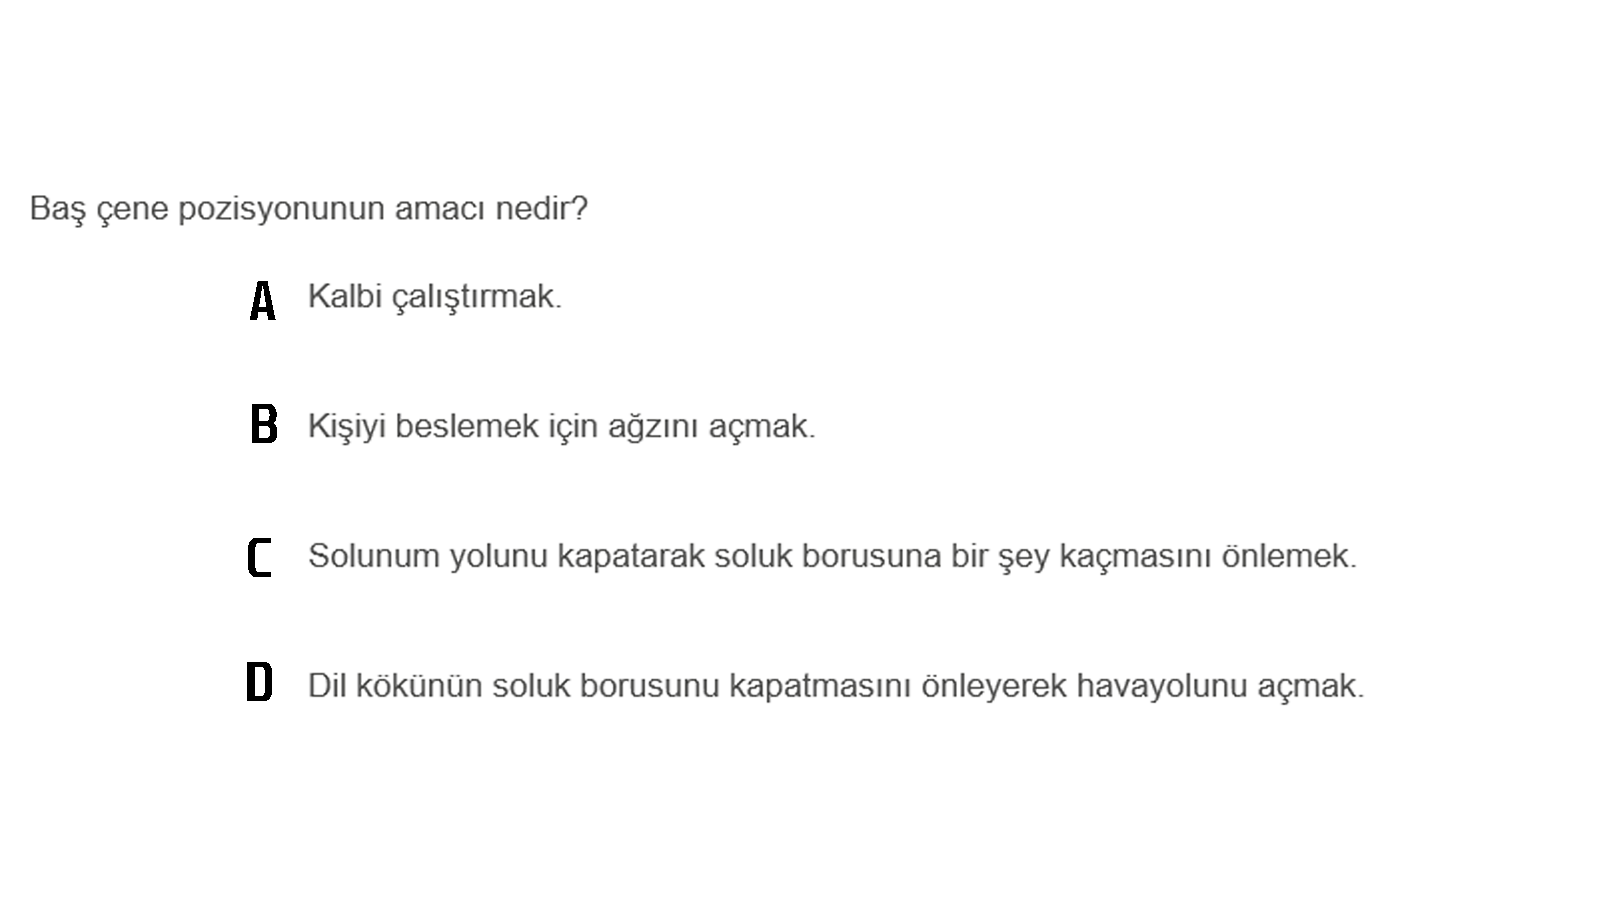 Baş çene pozisyonunun amacı nedir?
A Kalbi çalıştırmak.
B Kişiyi beslemek için ağzını açmak.
C Solunum yolunu kapatarak soluk borusuna bir şey kaçmasını önlemek.
D Dil kökünün soluk borusunu kapatmasını önleyerek havayolunu açmak.